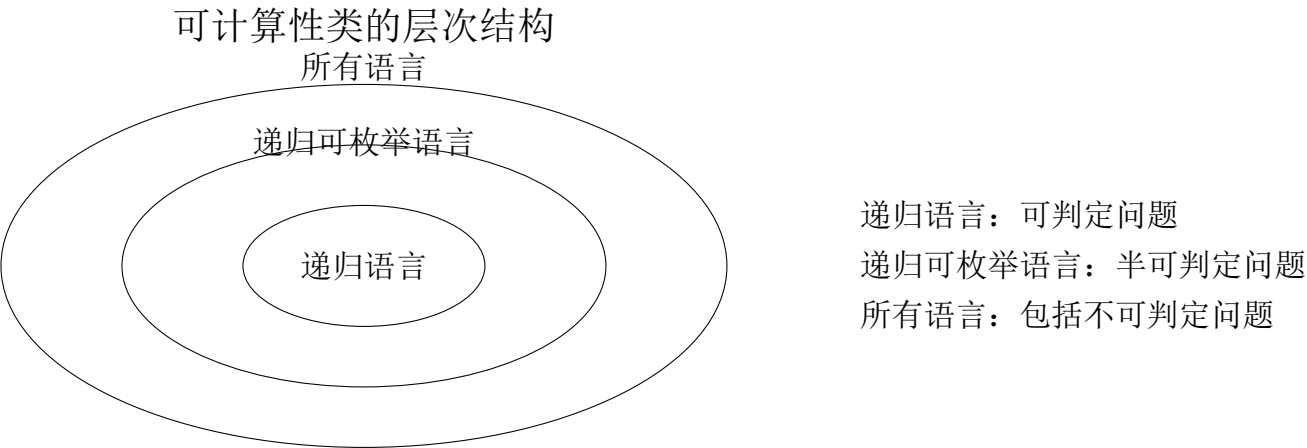 可计算性类的层次结构
所有语言
递归可枚举语言
递归语言
递归语言：可判定问题
递归可枚举语言：半可判定问题
所有语言：包括不可判定问题